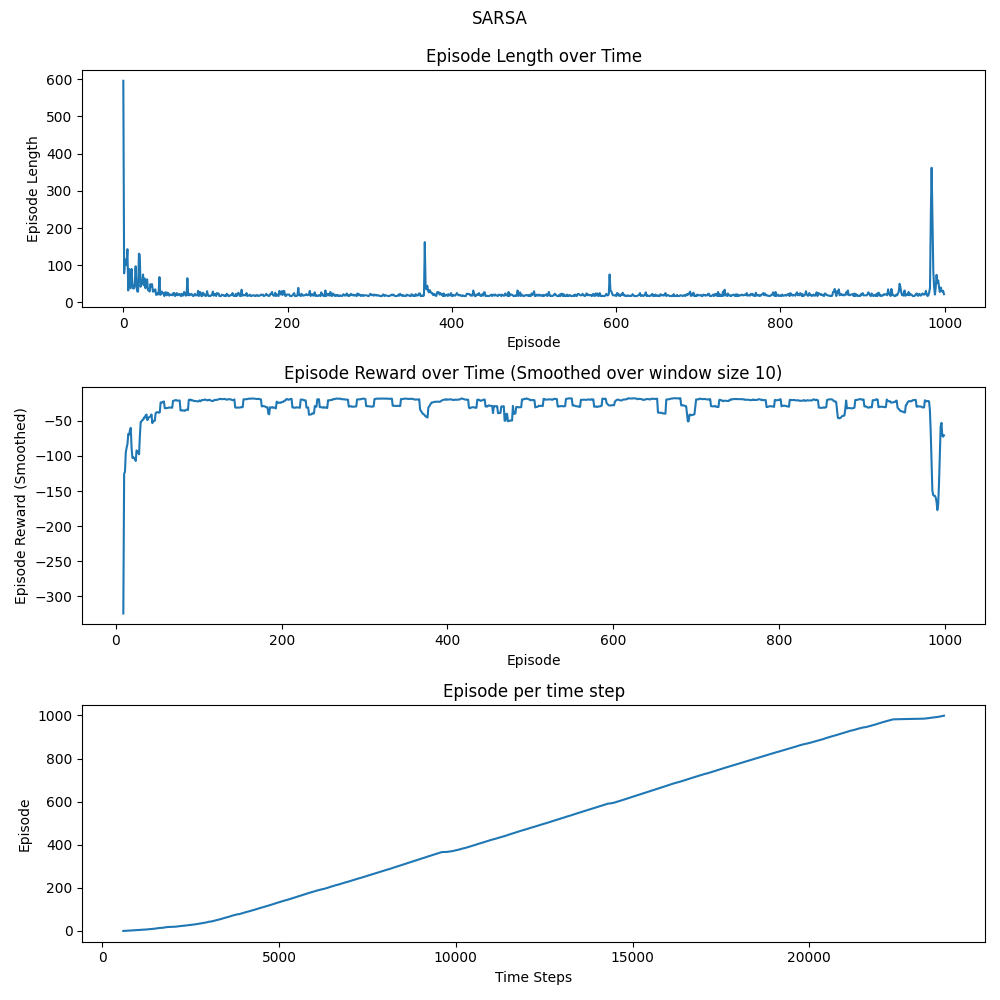 SARSA
Episode Length over Time
600
500
400
300
200
100
0
Episode Length
0 200 400 600 800 1000
Episode
Episode Reward over Time (Smoothed over window size 10)
−50
−100
−150
−200
−250
−300
Episode Reward (Smoothed)
0 200 400 600 800 1000
Episode
Episode per time step
1000
800
600
400
200
0
Episode
0 5000 10000 15000 20000
Time Steps